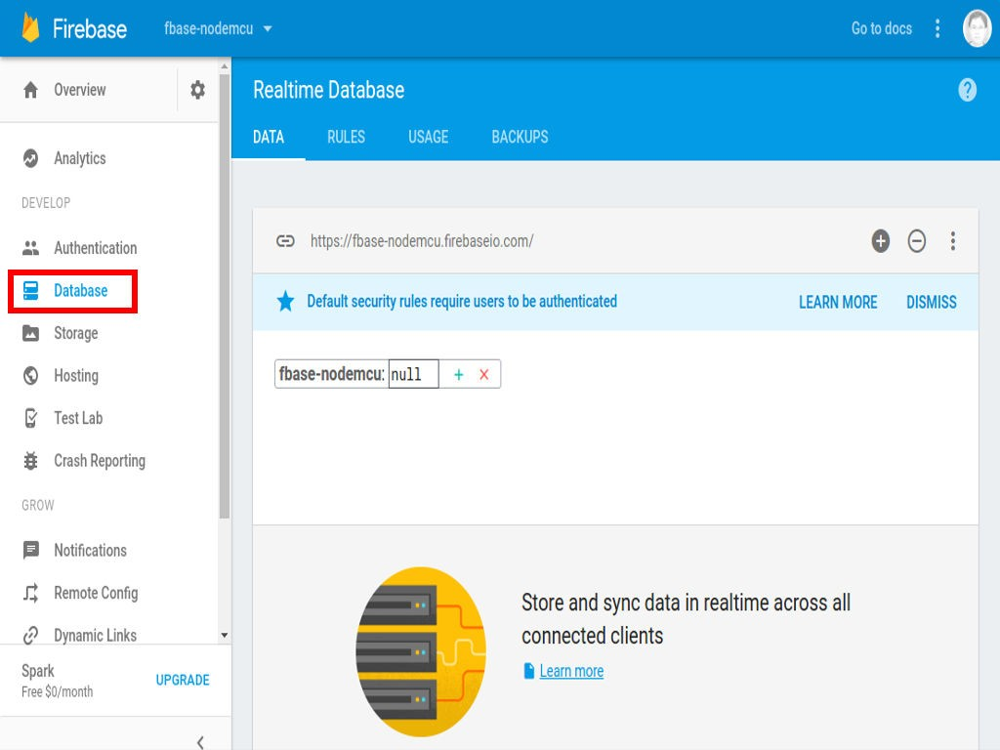 Firebase
fbase-nodemcu
Go to docs
Overview
Analytics
DEVELOP
Authentication
Database
Storage
Hosting
Test Lab
Crash Reporting
GROW
Notifications
Remote Config
Dynamic Links
Spark
Free $0/month
UPGRADE
Realtime Database
DATA RULES USAGE BACKUPS
https://fbase-nodemcu.firebaseio.com/
Default security rules require users to be authenticated
LEARN MORE DISMISS
fbase-nodemcu: null
Store and sync data in realtime across all
connected clients
Learn more